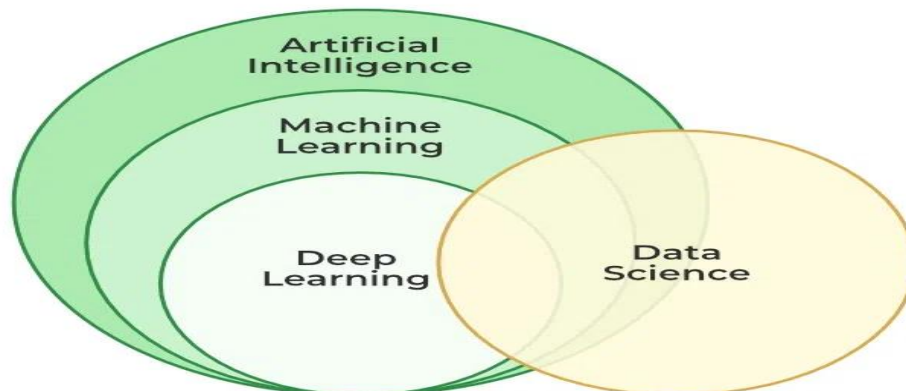 Artificial
Intelligence
Machine
Learning
Deep
Learning
Data
Science